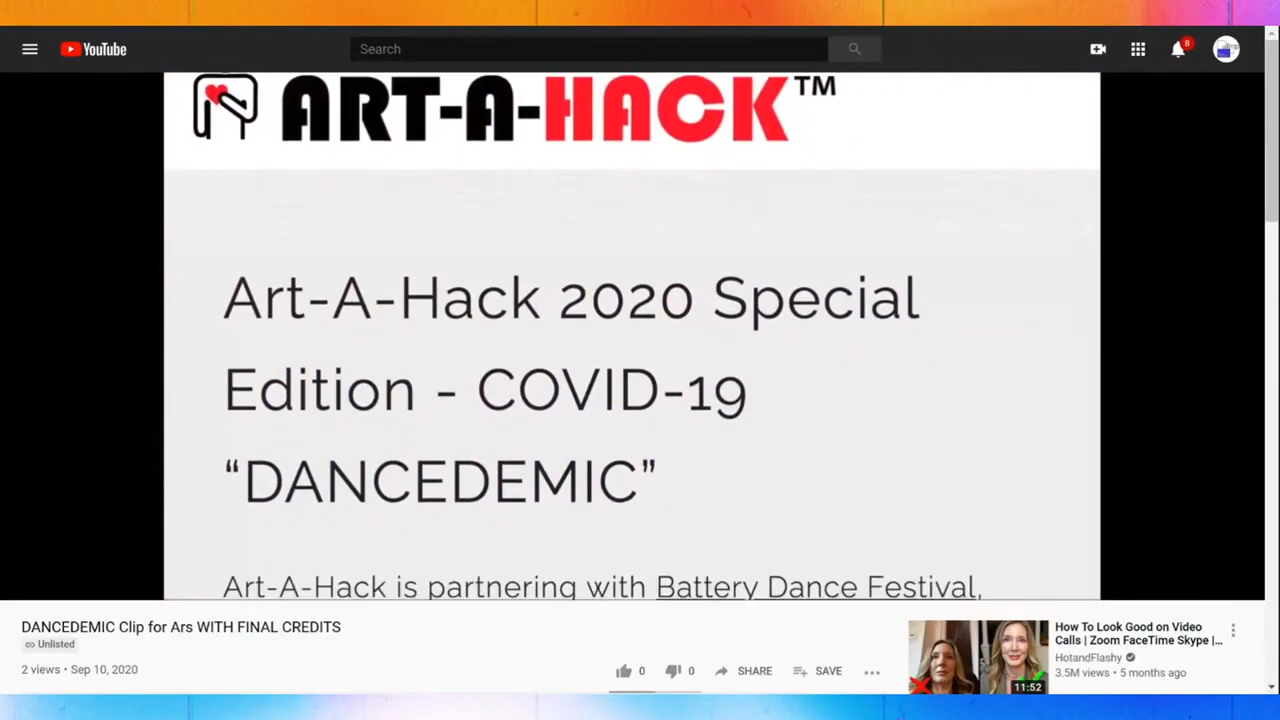 YouTube
Search
8
ART-A-HACK™
Art-A-Hack 2020 Special
Edition - COVID-19
“DANCEDEMIC”
Art-A-Hack is partnering with Battery Dance Festival,
DANCEDEMIC Clip for Ars WITH FINAL CREDITS
Unlisted
2 views • Sep 10, 2020
0
0
SHARE
SAVE
How To Look Good on Video
Calls | Zoom FaceTime Skype |...
HotandFlashy
3.5M views • 5 months ago
11:52